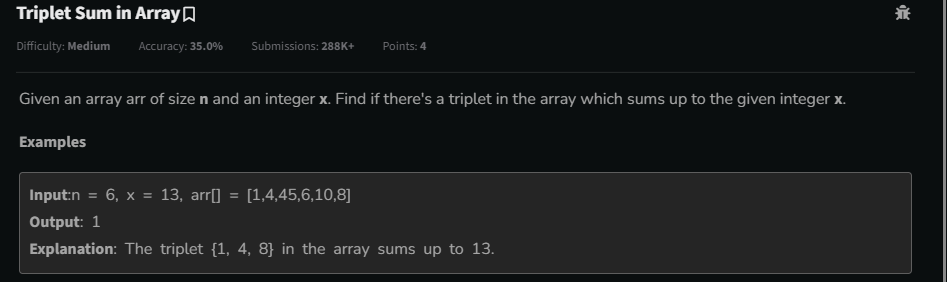 Triplet Sum in Array
Difficulty: Medium Accuracy: 35.0% Submissions: 288K+ Points: 4
Given an array arr of size n and an integer x. Find if there's a triplet in the array which sums up to the given integer x.
Examples
Input:n = 6, x = 13, arr[] = [1,4,45,6,10,8]
Output: 1
Explanation: The triplet {1, 4, 8} in the array sums up to 13.